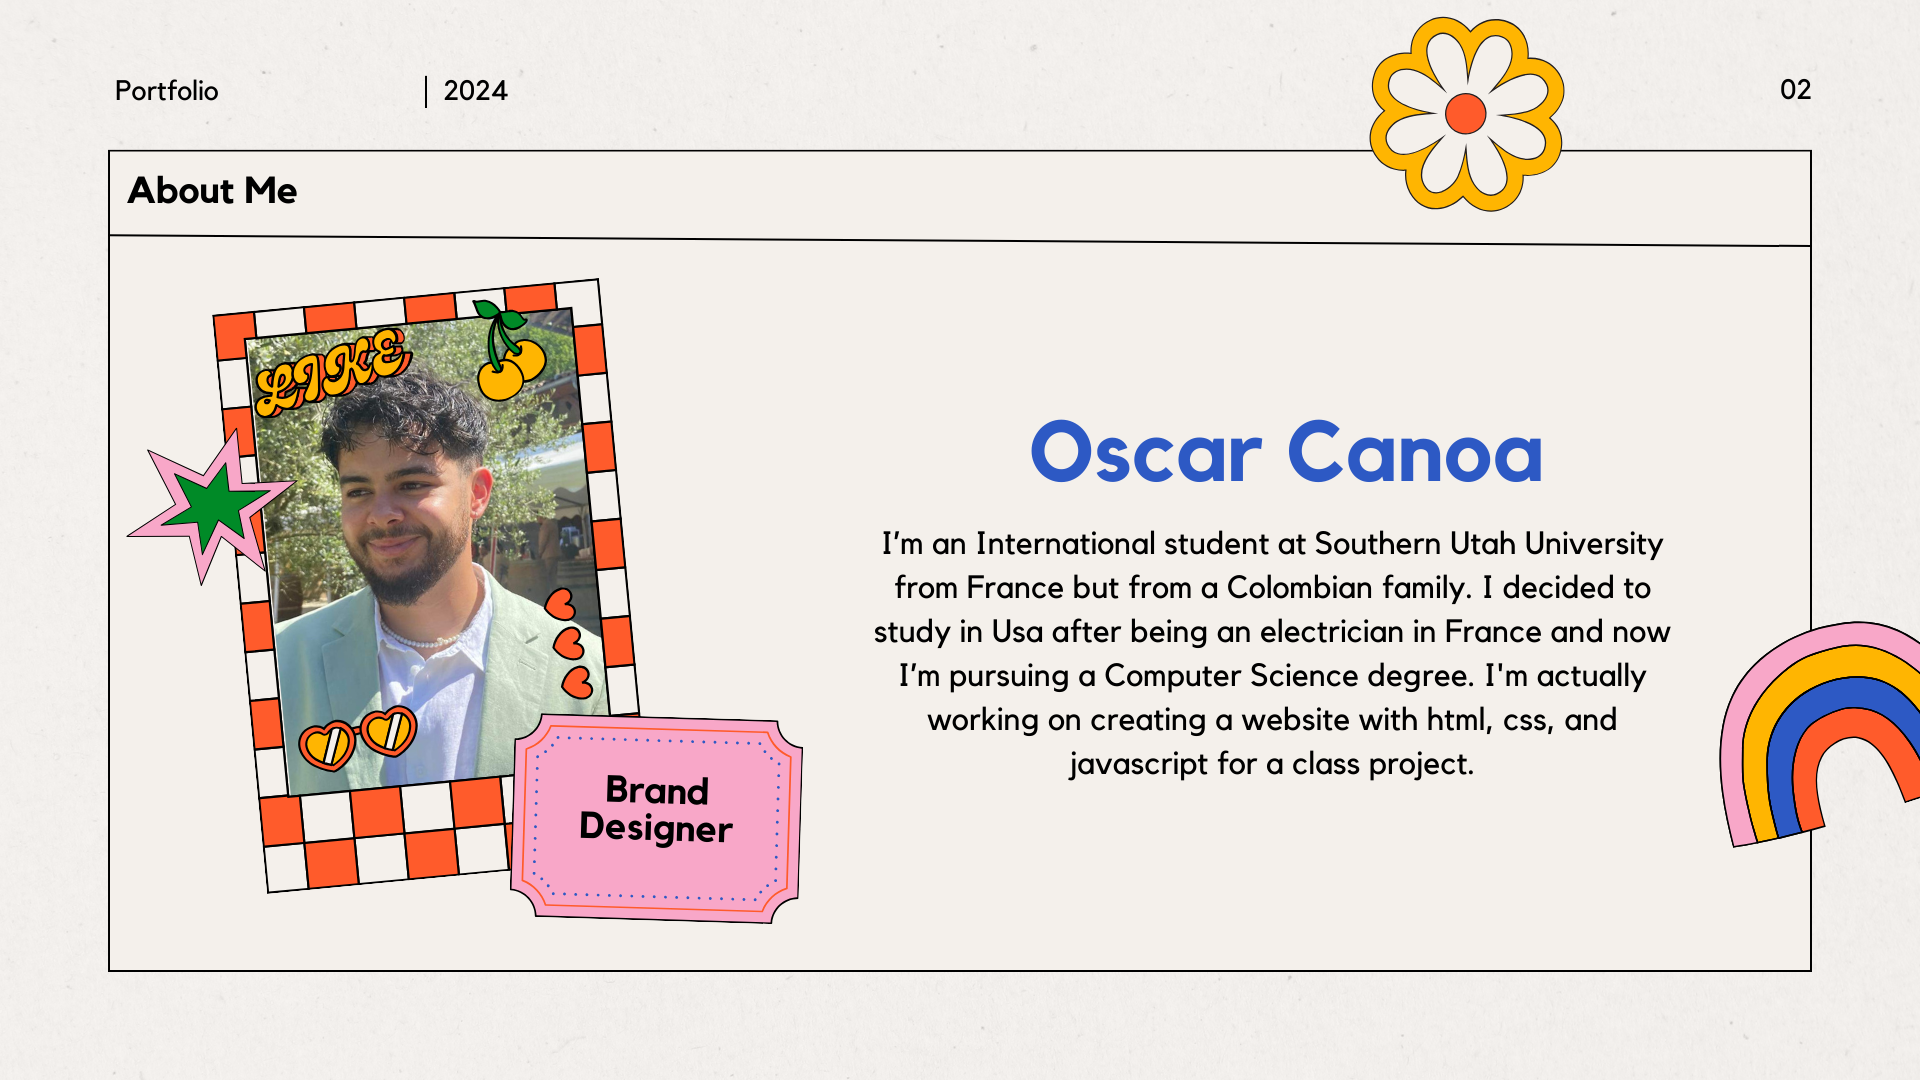 Portfolio
2024
02
About Me
LIKE
Oscar Canoa
I’m an International student at Southern Utah University
from France but from a Colombian family. I decided to
study in Usa after being an electrician in France and now
I’m pursuing a Computer Science degree. I'm actually
working on creating a website with html, css, and
javascript for a class project.
Brand
Designer